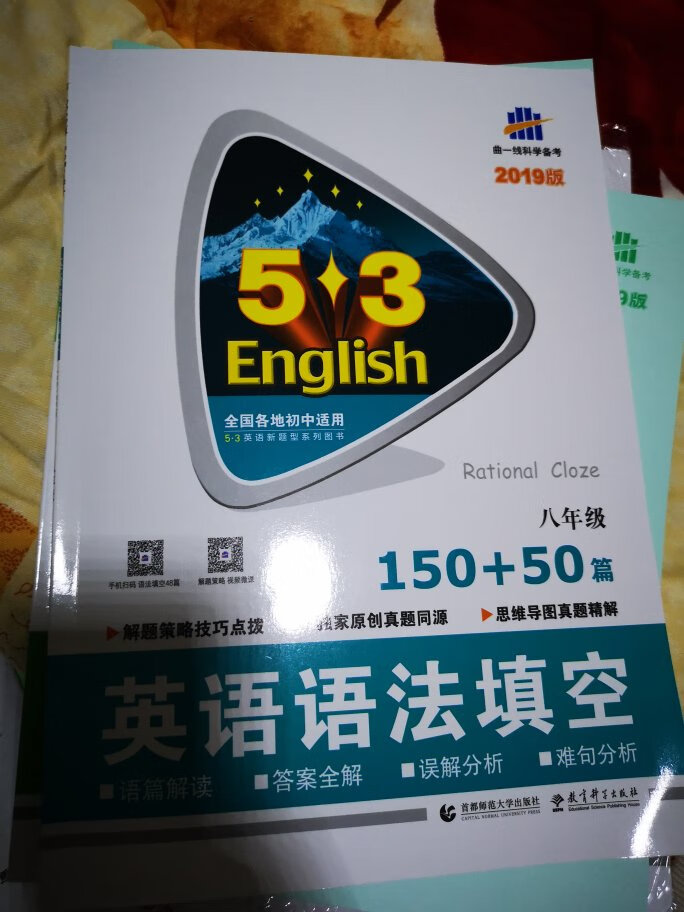 曲一线科学备考
2019版
5 3
English
全国各地初中适用
5·3英语新题型系列图书
Rational Cloze
八年级
150+50篇
手机扫码 语法填空48篇
解题策略 视频微课
解题策略技巧点拨
独家原创真题同源
思维导图真题精解
英语语法填空
语篇解读
答案全解
误解分析
难句分析
首都师范大学出版社
CAPITAL NORMAL UNIVERSITY PRESS
教育科学出版社
Educational Science Publishing House
科学备考
9版